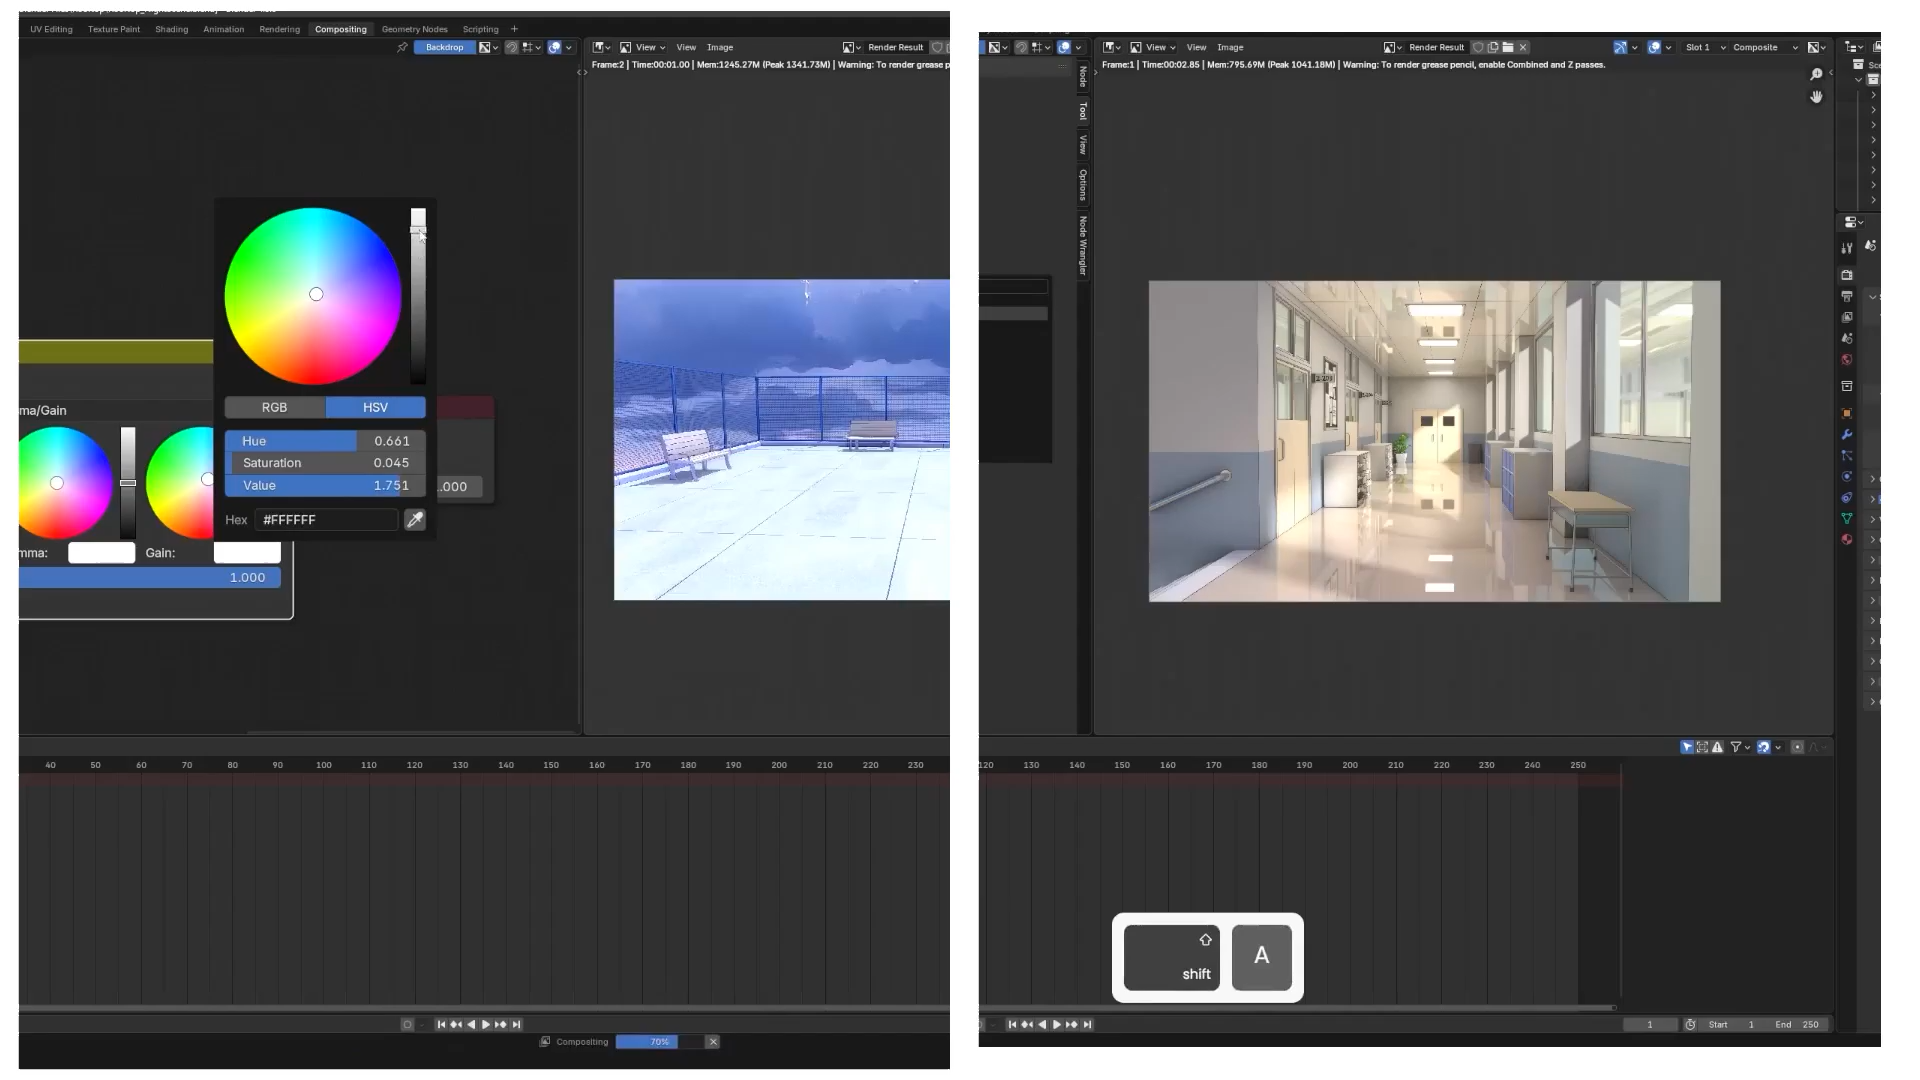 UV Editing Texture Paint Shading Animation Rendering Compositing Geometry Nodes Scripting +
Backdrop
View View Image Render Result
Frame:2 | Time:00:01.00 | Mem:1245.27M (Peak 1341.73M) | Warning: To render grease p
ma/Gain
RGB HSV
Hue 0.661
Saturation 0.045
Value 1.751
Hex #FFFFFF
.000
mma: Gain:
1.000
40 50 60 70 80 90 100 110 120 130 140 150 160 170 180 190 200 210 220 230
Compositing 70%
View View Image Render Result Slot 1 Composite
Frame:1 | Time:00:02.85 | Mem:795.69M (Peak 1041.18M) | Warning: To render grease pencil, enable Combined and Z passes.
Sce
Node
Tool
View
Options
Node Wrangler
120 130 140 150 160 170 180 190 200 210 220 230 240 250
shift A
1 Start 1 End 250